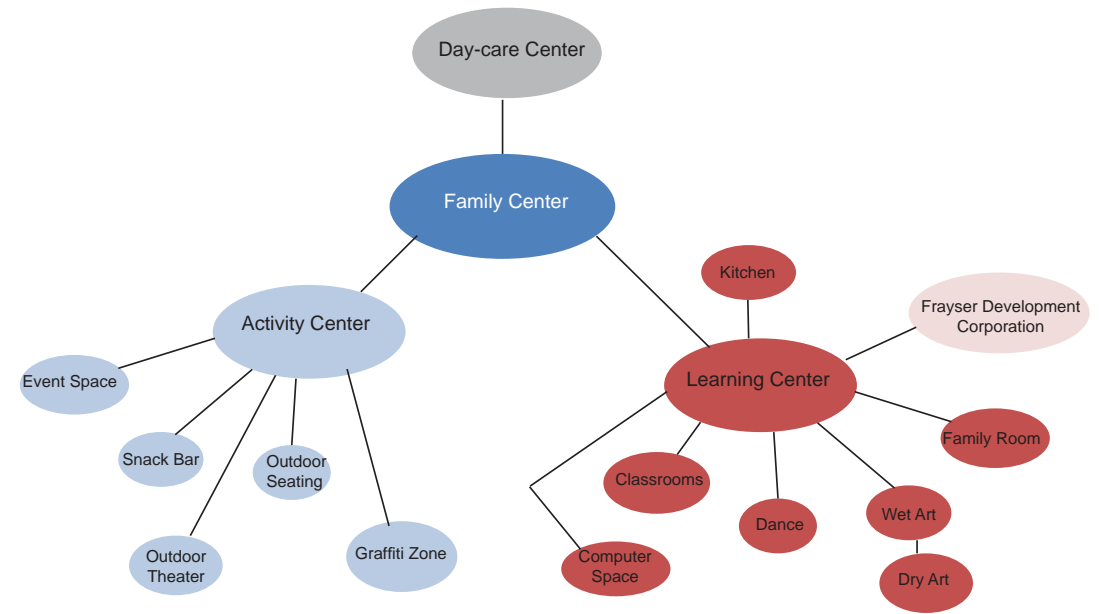 Day-care Center
Family Center
Kitchen
Frayser Development
Corporation
Activity Center
Learning Center
Event Space
Family Room
Snack Bar
Outdoor
Seating
Classrooms
Wet Art
Dance
Outdoor
Theater
Graffiti Zone
Computer
Space
Dry Art